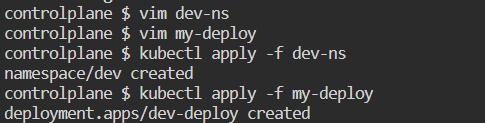 controlplane $ vim dev-ns
controlplane $ vim my-deploy
controlplane $ kubectl apply -f dev-ns
namespace/dev created
controlplane $ kubectl apply -f my-deploy
deployment.apps/dev-deploy created